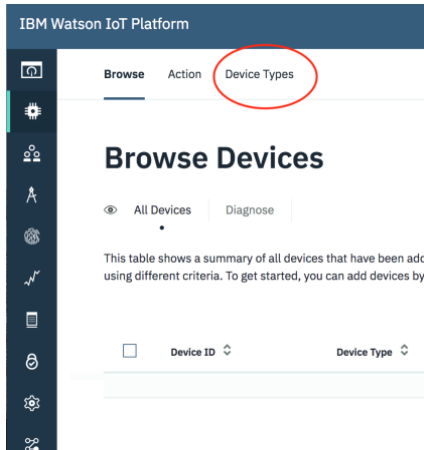 IBM Watson IoT Platform
Browse Action Device Types
Browse Devices
All Devices Diagnose
This table shows a summary of all devices that have been add
using different criteria. To get started, you can add devices by
Device ID Device Type